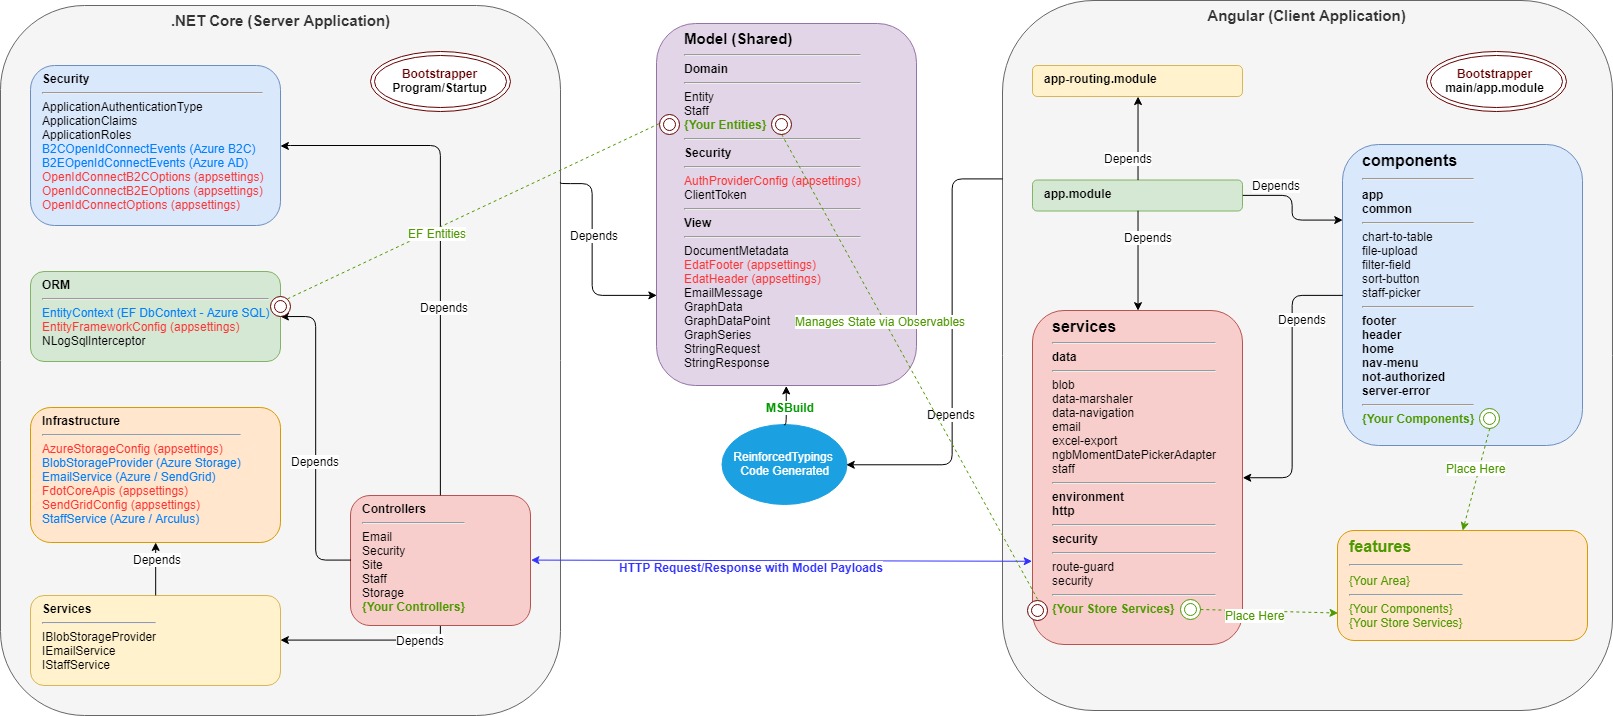 .NET Core (Server Application)
Bootstrapper
Program/Startup
Security
ApplicationAuthenticationType
ApplicationClaims
ApplicationRoles
B2COpenIdConnectEvents (Azure B2C)
B2EOpenIdConnectEvents (Azure AD)
OpenIdConnectB2COptions (appsettings)
OpenIdConnectB2EOptions (appsettings)
OpenIdConnectOptions (appsettings)
EF Entities
ORM
EntityContext (EF DbContext - Azure SQL)
EntityFrameworkConfig (appsettings)
NLogSqlInterceptor
Depends
Infrastructure
AzureStorageConfig (appsettings)
BlobStorageProvider (Azure Storage)
EmailService (Azure / SendGrid)
FdotCoreApis (appsettings)
SendGridConfig (appsettings)
StaffService (Azure / Arculus)
Depends
Depends
Services
IBlobStorageProvider
IEmailService
IStaffService
Controllers
Email
Security
Site
Staff
Storage
{Your Controllers}
Depends
Depends
Model (Shared)
Domain
Entity
Staff
{Your Entities}
Security
AuthProviderConfig (appsettings)
ClientToken
View
DocumentMetadata
EdatFooter (appsettings)
EdatHeader (appsettings)
EmailMessage
GraphData
GraphDataPoint
GraphSeries
StringRequest
StringResponse
Manages State via Observables
MSBuild
ReinforcedTypings
Code Generated
Depends
HTTP Request/Response with Model Payloads
Angular (Client Application)
Bootstrapper
main/app.module
app-routing.module
Depends
app.module
Depends
Depends
components
app
common
chart-to-table
file-upload
filter-field
sort-button
staff-picker
footer
header
home
nav-menu
not-authorized
server-error
{Your Components}
Depends
services
data
blob
data-marshaler
data-navigation
email
excel-export
ngbMomentDatePickerAdapter
staff
environment
http
security
route-guard
security
{Your Store Services}
Place Here
Place Here
features
{Your Area}
{Your Components}
{Your Store Services}